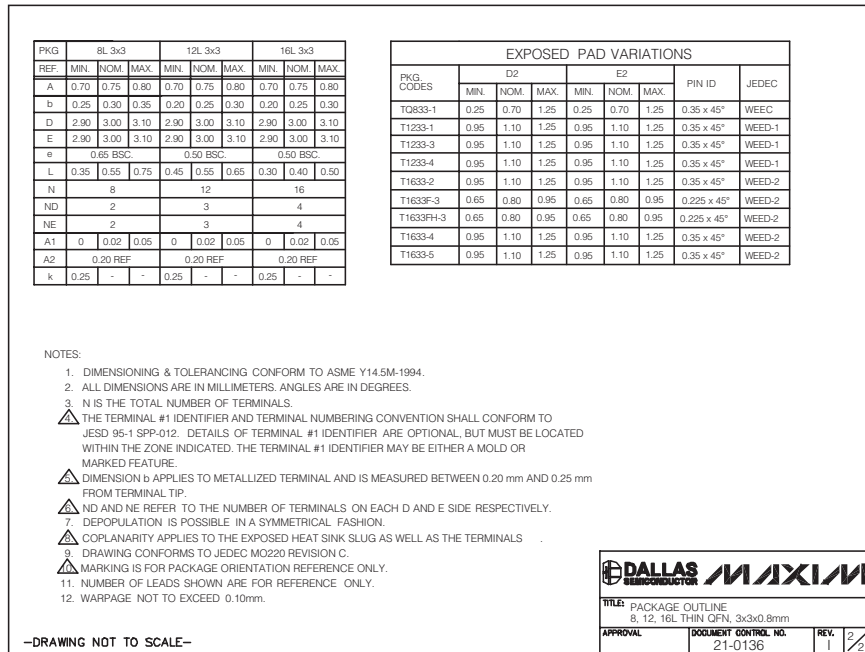 PKG 8L 3x3 12L 3x3 16L 3x3
REF. MIN. NOM. MAX. MIN. NOM. MAX. MIN. NOM. MAX.
A 0.70 0.75 0.80 0.70 0.75 0.80 0.70 0.75 0.80
b 0.25 0.30 0.35 0.20 0.25 0.30 0.20 0.25 0.30
D 2.90 3.00 3.10 2.90 3.00 3.10 2.90 3.00 3.10
E 2.90 3.00 3.10 2.90 3.00 3.10 2.90 3.00 3.10
e 0.65 BSC. 0.50 BSC. 0.50 BSC.
L 0.35 0.55 0.75 0.45 0.55 0.65 0.30 0.40 0.50
N 8 12 16
ND 2 3 4
NE 2 3 4
A1 0 0.02 0.05 0 0.02 0.05 0 0.02 0.05
A2 0.20 REF 0.20 REF 0.20 REF
k 0.25 - - 0.25 - - 0.25 - -
EXPOSED PAD VARIATIONS
PKG. CODES D2 E2 PIN ID JEDEC
MIN. NOM. MAX. MIN. NOM. MAX.
TQ833-1 0.25 0.70 1.25 0.25 0.70 1.25 0.35 x 45° WEEC
T1233-1 0.95 1.10 1.25 0.95 1.10 1.25 0.35 x 45° WEED-1
T1233-3 0.95 1.10 1.25 0.95 1.10 1.25 0.35 x 45° WEED-1
T1233-4 0.95 1.10 1.25 0.95 1.10 1.25 0.35 x 45° WEED-1
T1633-2 0.95 1.10 1.25 0.95 1.10 1.25 0.35 x 45° WEED-2
T1633F-3 0.65 0.80 0.95 0.65 0.80 0.95 0.225 x 45° WEED-2
T1633FH-3 0.65 0.80 0.95 0.65 0.80 0.95 0.225 x 45° WEED-2
T1633-4 0.95 1.10 1.25 0.95 1.10 1.25 0.35 x 45° WEED-2
T1633-5 0.95 1.10 1.25 0.95 1.10 1.25 0.35 x 45° WEED-2
NOTES:
1. DIMENSIONING & TOLERANCING CONFORM TO ASME Y14.5M-1994.
2. ALL DIMENSIONS ARE IN MILLIMETERS. ANGLES ARE IN DEGREES.
3. N IS THE TOTAL NUMBER OF TERMINALS.
4. THE TERMINAL #1 IDENTIFIER AND TERMINAL NUMBERING CONVENTION SHALL CONFORM TO
JESD 95-1 SPP-012. DETAILS OF TERMINAL #1 IDENTIFIER ARE OPTIONAL, BUT MUST BE LOCATED
WITHIN THE ZONE INDICATED. THE TERMINAL #1 IDENTIFIER MAY BE EITHER A MOLD OR
MARKED FEATURE.
5. DIMENSION b APPLIES TO METALLIZED TERMINAL AND IS MEASURED BETWEEN 0.20 mm AND 0.25 mm
FROM TERMINAL TIP.
6. ND AND NE REFER TO THE NUMBER OF TERMINALS ON EACH D AND E SIDE RESPECTIVELY.
7. DEPOPULATION IS POSSIBLE IN A SYMMETRICAL FASHION.
8. COPLANARITY APPLIES TO THE EXPOSED HEAT SINK SLUG AS WELL AS THE TERMINALS .
9. DRAWING CONFORMS TO JEDEC MO220 REVISION C.
10. MARKING IS FOR PACKAGE ORIENTATION REFERENCE ONLY.
11. NUMBER OF LEADS SHOWN ARE FOR REFERENCE ONLY.
12. WARPAGE NOT TO EXCEED 0.10mm.
-DRAWING NOT TO SCALE-
DALLAS SEMICONDUCTOR MAXIM
TITLE: PACKAGE OUTLINE
8, 12, 16L THIN QFN, 3x3x0.8mm
APPROVAL DOCUMENT CONTROL NO. REV.
21-0136 I 2/2